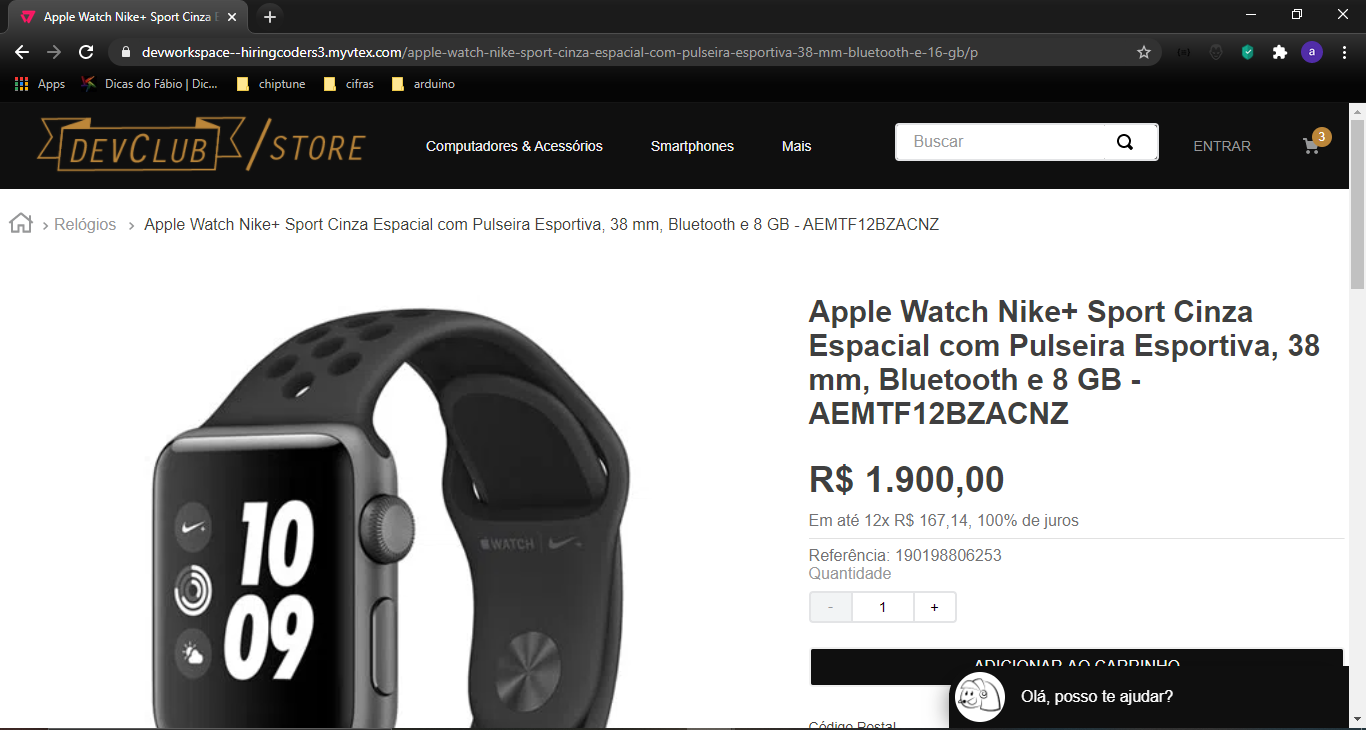 Apple Watch Nike+ Sport Cinza E
devworkspace--hiringcoders3.myvtex.com/apple-watch-nike-sport-cinza-espacial-com-pulseira-esportiva-38-mm-bluetooth-e-16-gb/p
a
Apps Dicas do Fábio | Dic... chiptune cifras arduino
DEVCLUB/STORE
Computadores & Acessórios Smartphones Mais Buscar ENTRAR 3
Relógios Apple Watch Nike+ Sport Cinza Espacial com Pulseira Esportiva, 38 mm, Bluetooth e 8 GB - AEMTF12BZACNZ
Apple Watch Nike+ Sport Cinza
Espacial com Pulseira Esportiva, 38
mm, Bluetooth e 8 GB -
AEMTF12BZACNZ
R$ 1.900,00
Em até 12x R$ 167,14, 100% de juros
Referência: 190198806253
Quantidade
- 1 +
ADICIONAR AO CARRINHO
Olá, posso te ajudar?
Código Postal
WATCH
10
09